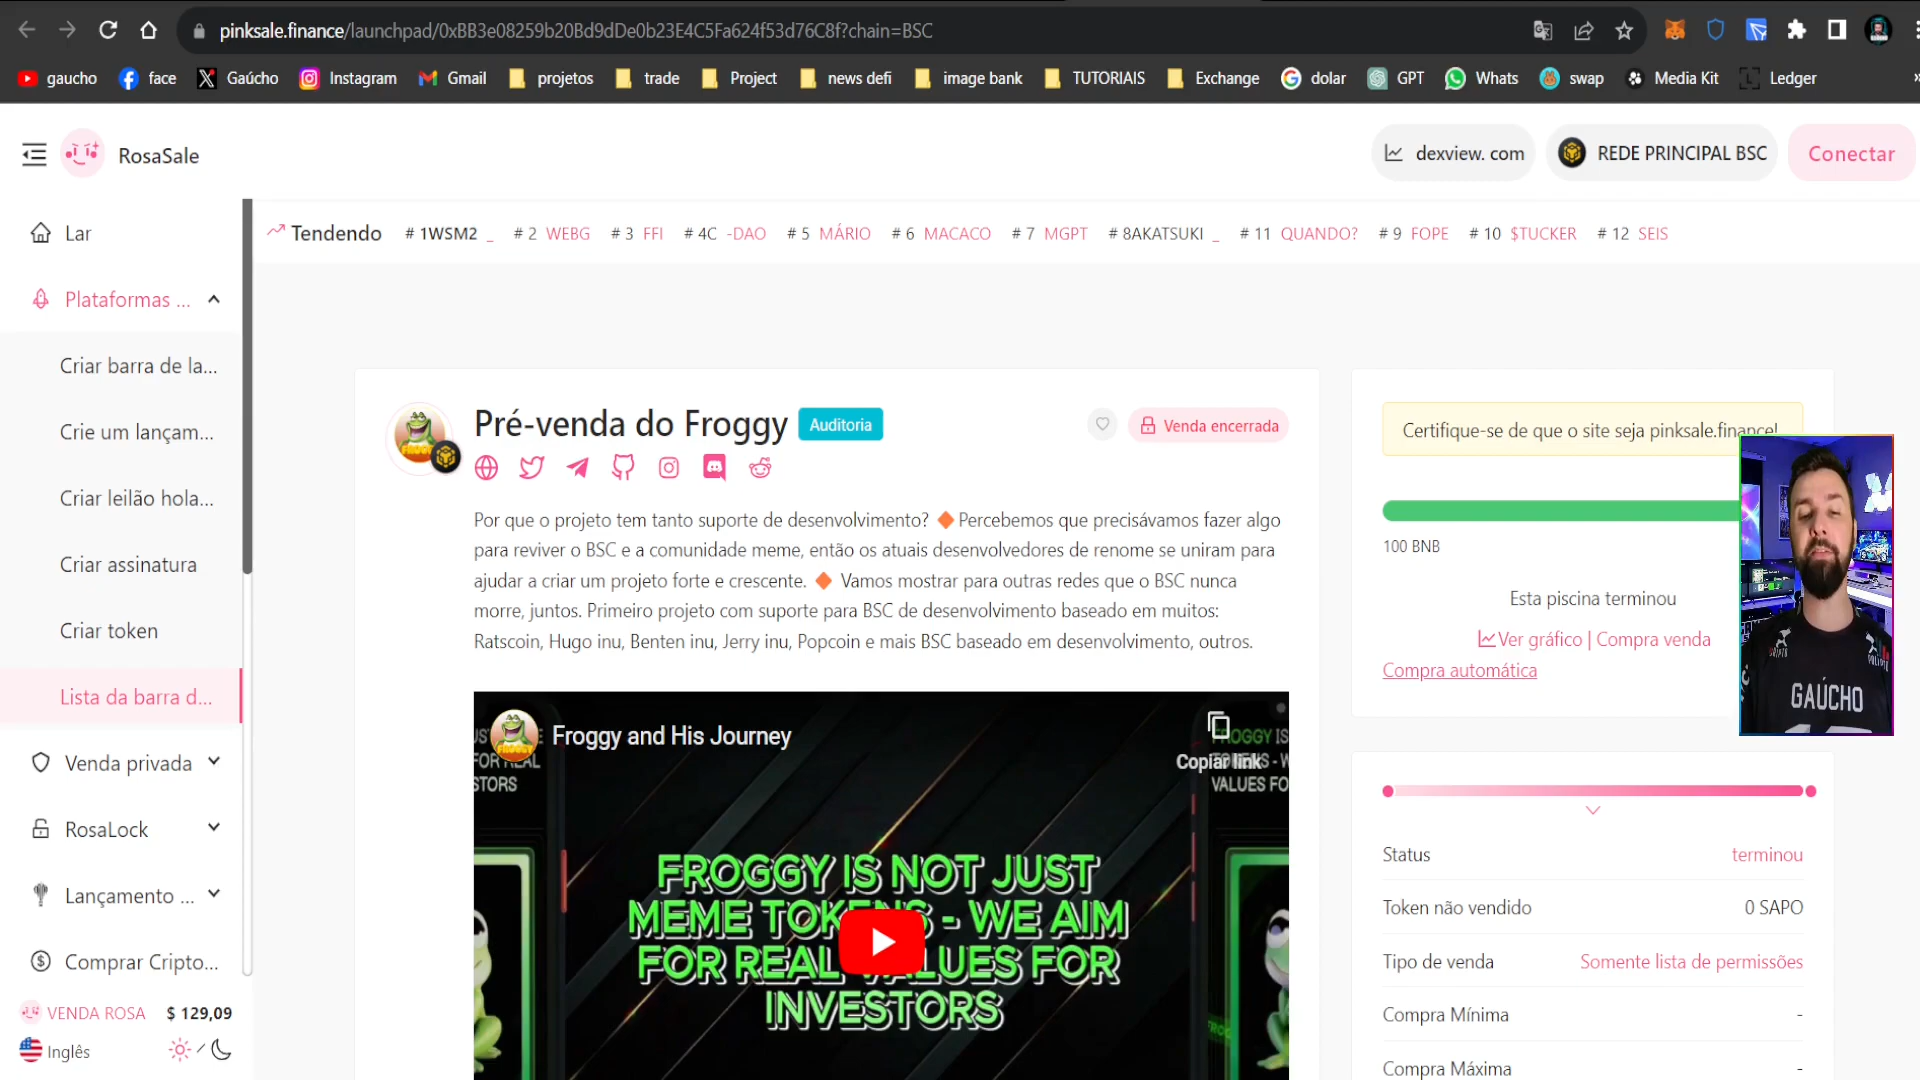 pinksale.finance/launchpad/0xBB3e08259b20Bd9dDe0b23E4C5Fa624f53d76C8f?chain=BSC
gaucho face Gaúcho Instagram Gmail projetos trade Project news defi image bank TUTORIAIS Exchange dolar GPT Whats swap Media Kit Ledger »
RosaSale
dexview. com REDE PRINCIPAL BSC Conectar
Tendendo # 1WSM2 _ # 2 WEBG # 3 FFI # 4C -DAO # 5 MÁRIO # 6 MACACO # 7 MGPT # 8AKATSUKI _ # 11 QUANDO? # 9 FOPE # 10 $TUCKER # 12 SEIS
Lar
Plataformas ...
Criar barra de la...
Crie um lançam...
Criar leilão hola...
Criar assinatura
Criar token
Lista da barra d...
Venda privada
RosaLock
Lançamento ...
Comprar Cripto...
VENDA ROSA $ 129,09
Inglês
Pré-venda do Froggy Auditoria Venda encerrada
Por que o projeto tem tanto suporte de desenvolvimento? 🔶Percebemos que precisávamos fazer algo
para reviver o BSC e a comunidade meme, então os atuais desenvolvedores de renome se uniram para
ajudar a criar um projeto forte e crescente. 🔶 Vamos mostrar para outras redes que o BSC nunca
morre, juntos. Primeiro projeto com suporte para BSC de desenvolvimento baseado em muitos:
Ratscoin, Hugo inu, Benten inu, Jerry inu, Popcoin e mais BSC baseado em desenvolvimento, outros.
Froggy and His Journey
Copiar link
FROGGY IS NOT JUST
MEME TOKENS - WE AIM
FOR REAL VALUES FOR
INVESTORS
Certifique-se de que o site seja pinksale.finance!
100 BNB
Esta piscina terminou
Ver gráfico | Compra venda
Compra automática
GAÚCHO
Status terminou
Token não vendido 0 SAPO
Tipo de venda Somente lista de permissões
Compra Mínima -
Compra Máxima -